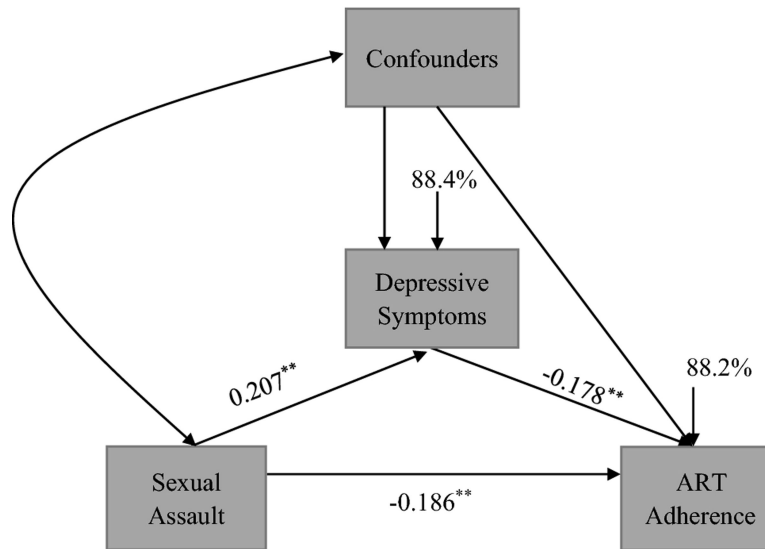 Confounders
88.4%
Depressive
Symptoms
0.207**
-0.178**
88.2%
Sexual
Assault
-0.186**
ART
Adherence